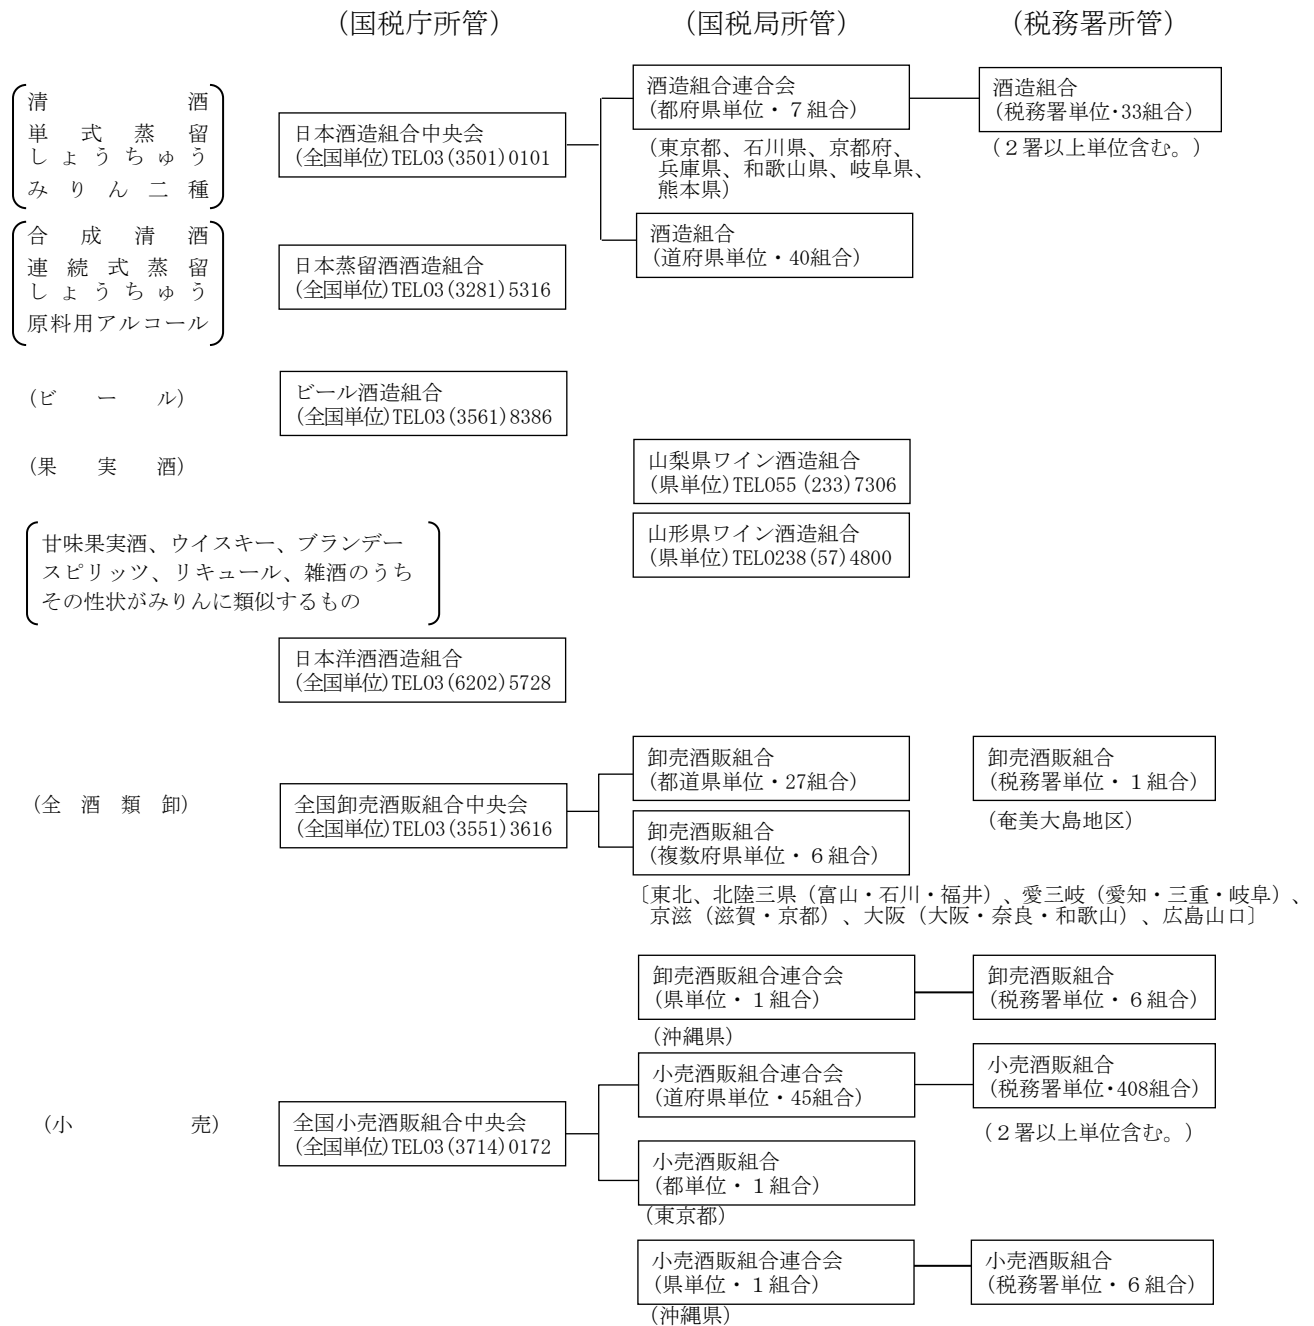 (国税庁所管)
(国税局所管)
(税務署所管)
清酒
単式蒸留
しょうちゅう
みりん二種
日本酒造組合中央会
(全国単位)TEL03(3501)0101
酒造組合連合会
(都府県単位・７組合)
(東京都、石川県、京都府、
兵庫県、和歌山県、岐阜県、
熊本県)
酒造組合
(税務署単位・33組合)
(２署以上単位含む。)
酒造組合
(道府県単位・40組合)
合成清酒
連続式蒸留
しょうちゅう
原料用アルコール
日本蒸留酒酒造組合
(全国単位)TEL03(3281)5316
(ビール)
ビール酒造組合
(全国単位)TEL03(3561)8386
(果実酒)
山梨県ワイン酒造組合
(県単位)TEL055 (233)7306
山形県ワイン酒造組合
(県単位)TEL0238(57)4800
甘味果実酒、ウイスキー、ブランデー
スピリッツ、リキュール、雑酒のうち
その性状がみりんに類似するもの
日本洋酒酒造組合
(全国単位)TEL03(6202)5728
(全酒類卸)
全国卸売酒販組合中央会
(全国単位)TEL03(3551)3616
卸売酒販組合
(都道県単位・27組合)
卸売酒販組合
(税務署単位・１組合)
(奄美大島地区)
卸売酒販組合
(複数府県単位・６組合)
〔東北、北陸三県（富山・石川・福井）、愛三岐（愛知・三重・岐阜）、
京滋（滋賀・京都）、大阪（大阪・奈良・和歌山）、広島山口〕
卸売酒販組合連合会
(県単位・１組合)
(沖縄県)
卸売酒販組合
(税務署単位・６組合)
(小売)
全国小売酒販組合中央会
(全国単位)TEL03(3714)0172
小売酒販組合連合会
(道府県単位・45組合)
小売酒販組合
(税務署単位・408組合)
(２署以上単位含む。)
小売酒販組合
(都単位・１組合)
(東京都)
小売酒販組合連合会
(県単位・１組合)
(沖縄県)
小売酒販組合
(税務署単位・６組合)